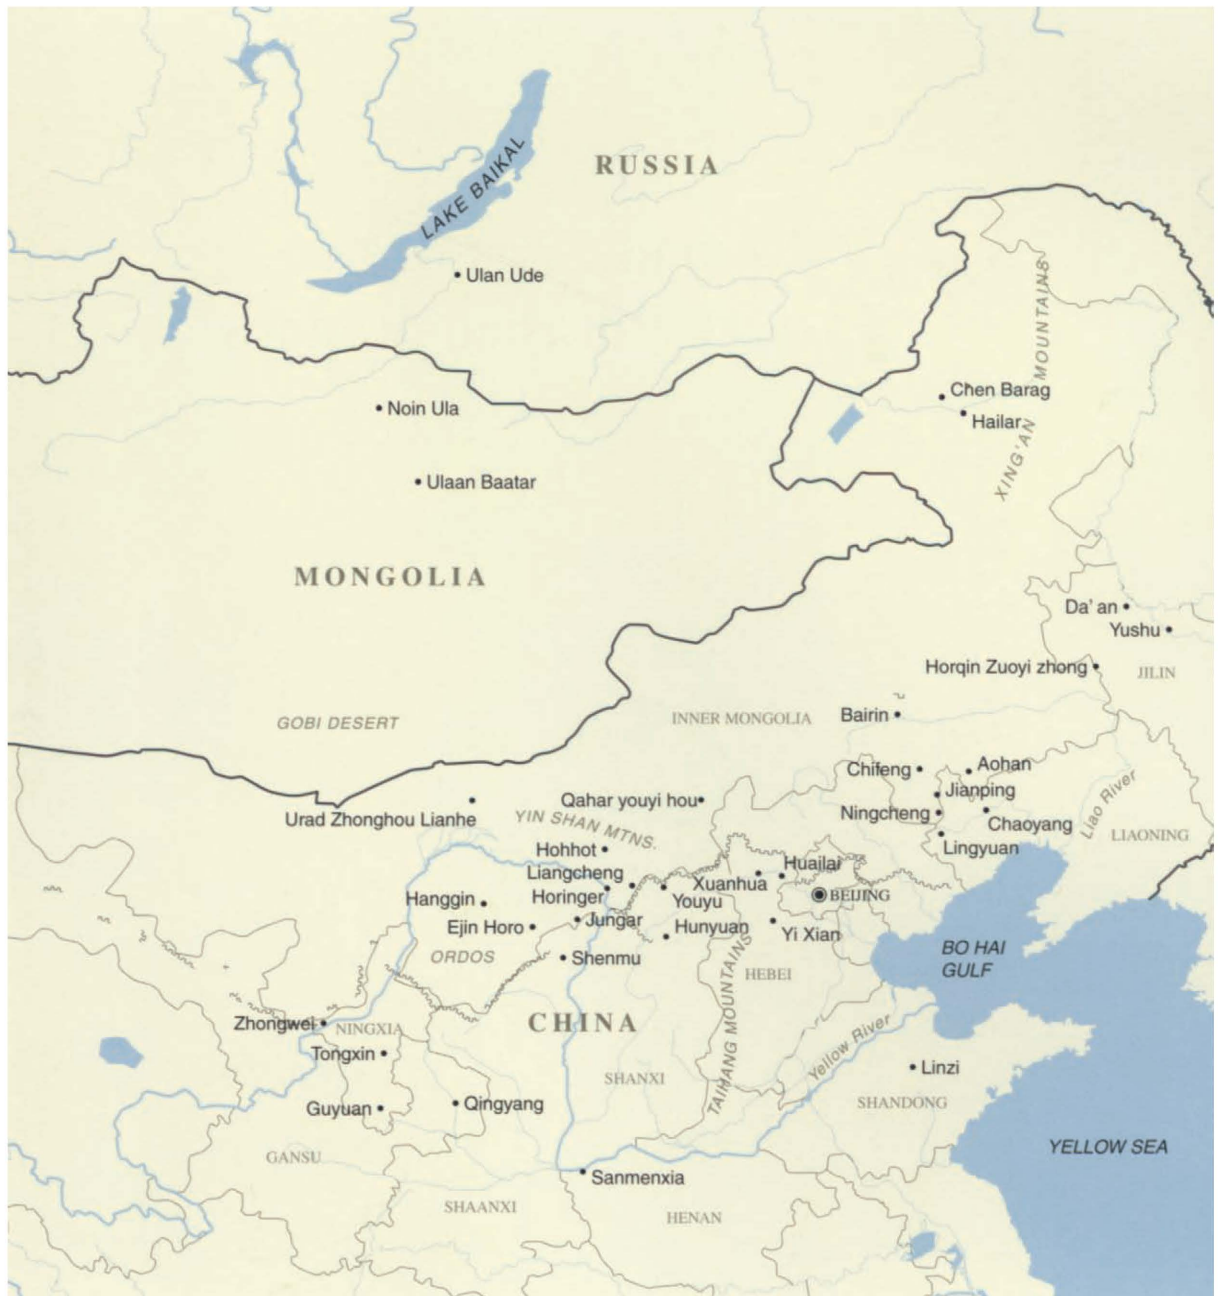 RUSSIA
LAKE BAIKAL
Ulan Ude
XING'AN MOUNTAINS
Chen Barag
Hailar
Noin Ula
Ulaan Baatar
MONGOLIA
Da' an
Yushu
Horqin Zuoyi zhong
JILIN
GOBI DESERT
INNER MONGOLIA
Bairin
Chifeng
Aohan
Jianping
Urad Zhonghou Lianhe
Qahar youyi hou
YIN SHAN MTNS.
Ningcheng
Chaoyang
Liao River
LIAONING
Lingyuan
Hohhot
Liangcheng
Huailai
Xuanhua
Horinger
Youyu
BEIJING
Hanggin
Jungar
Ejin Horo
Hunyuan
Yi Xian
BO HAI
GULF
ORDOS
Shenmu
HEBEI
TAIHANG MOUNTAINS
Zhongwei
NINGXIA
CHINA
Yellow River
Tongxin
SHANXI
Linzi
Guyuan
Qingyang
SHANDONG
YELLOW SEA
GANSU
Sanmenxia
SHAANXI
HENAN